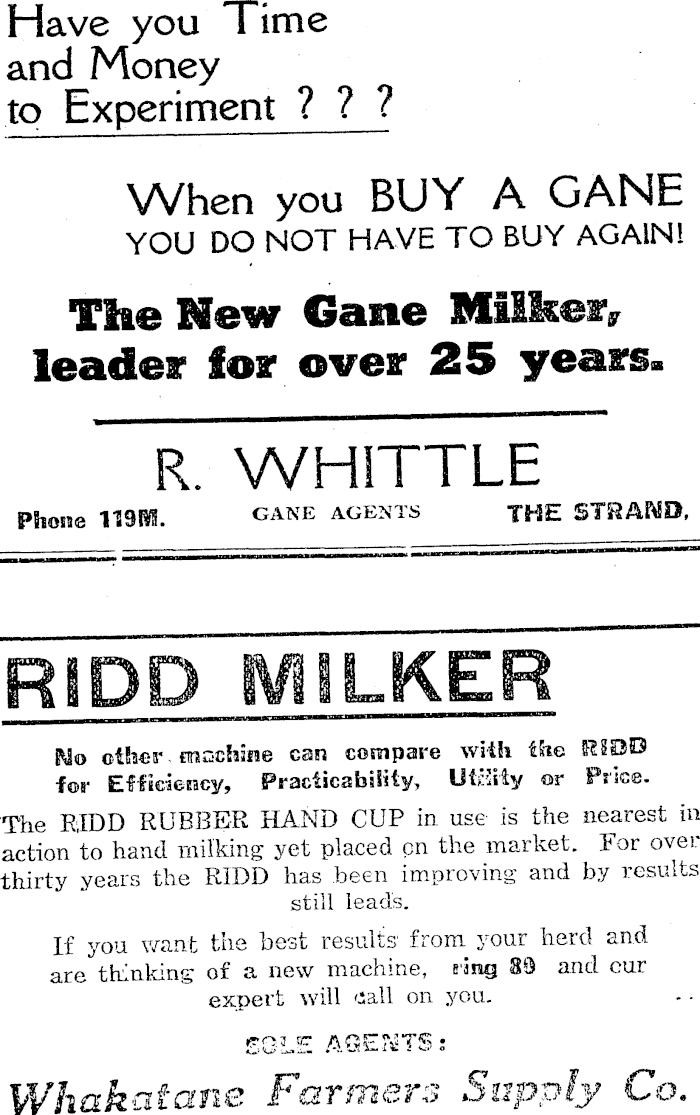 Have you Time
and Money
to Experiment ? ? ?
When you BUY A GANE
YOU DO NOT HAVE TO BUY AGAIN!
The New Gane Milker,
leader for over 25 years.
R. WHITTLE
Phone 119M. GANE AGENTS THE STRAND,
RIDD MILKER
No other machine can compare with the RIDD
for Efficiency, Practicability, Utility or Price.
The RIDD RUBBER HAND CUP in use is the nearest in
action to hand milking yet placed on the market. For over
thirty years the RIDD has been improving and by results
still leads.
If you want the best results from your herd and
are thinking of a new machine, ring 89 and our
expert will call on you.
SOLE AGENTS:
Whakatane Farmers Supply Co.